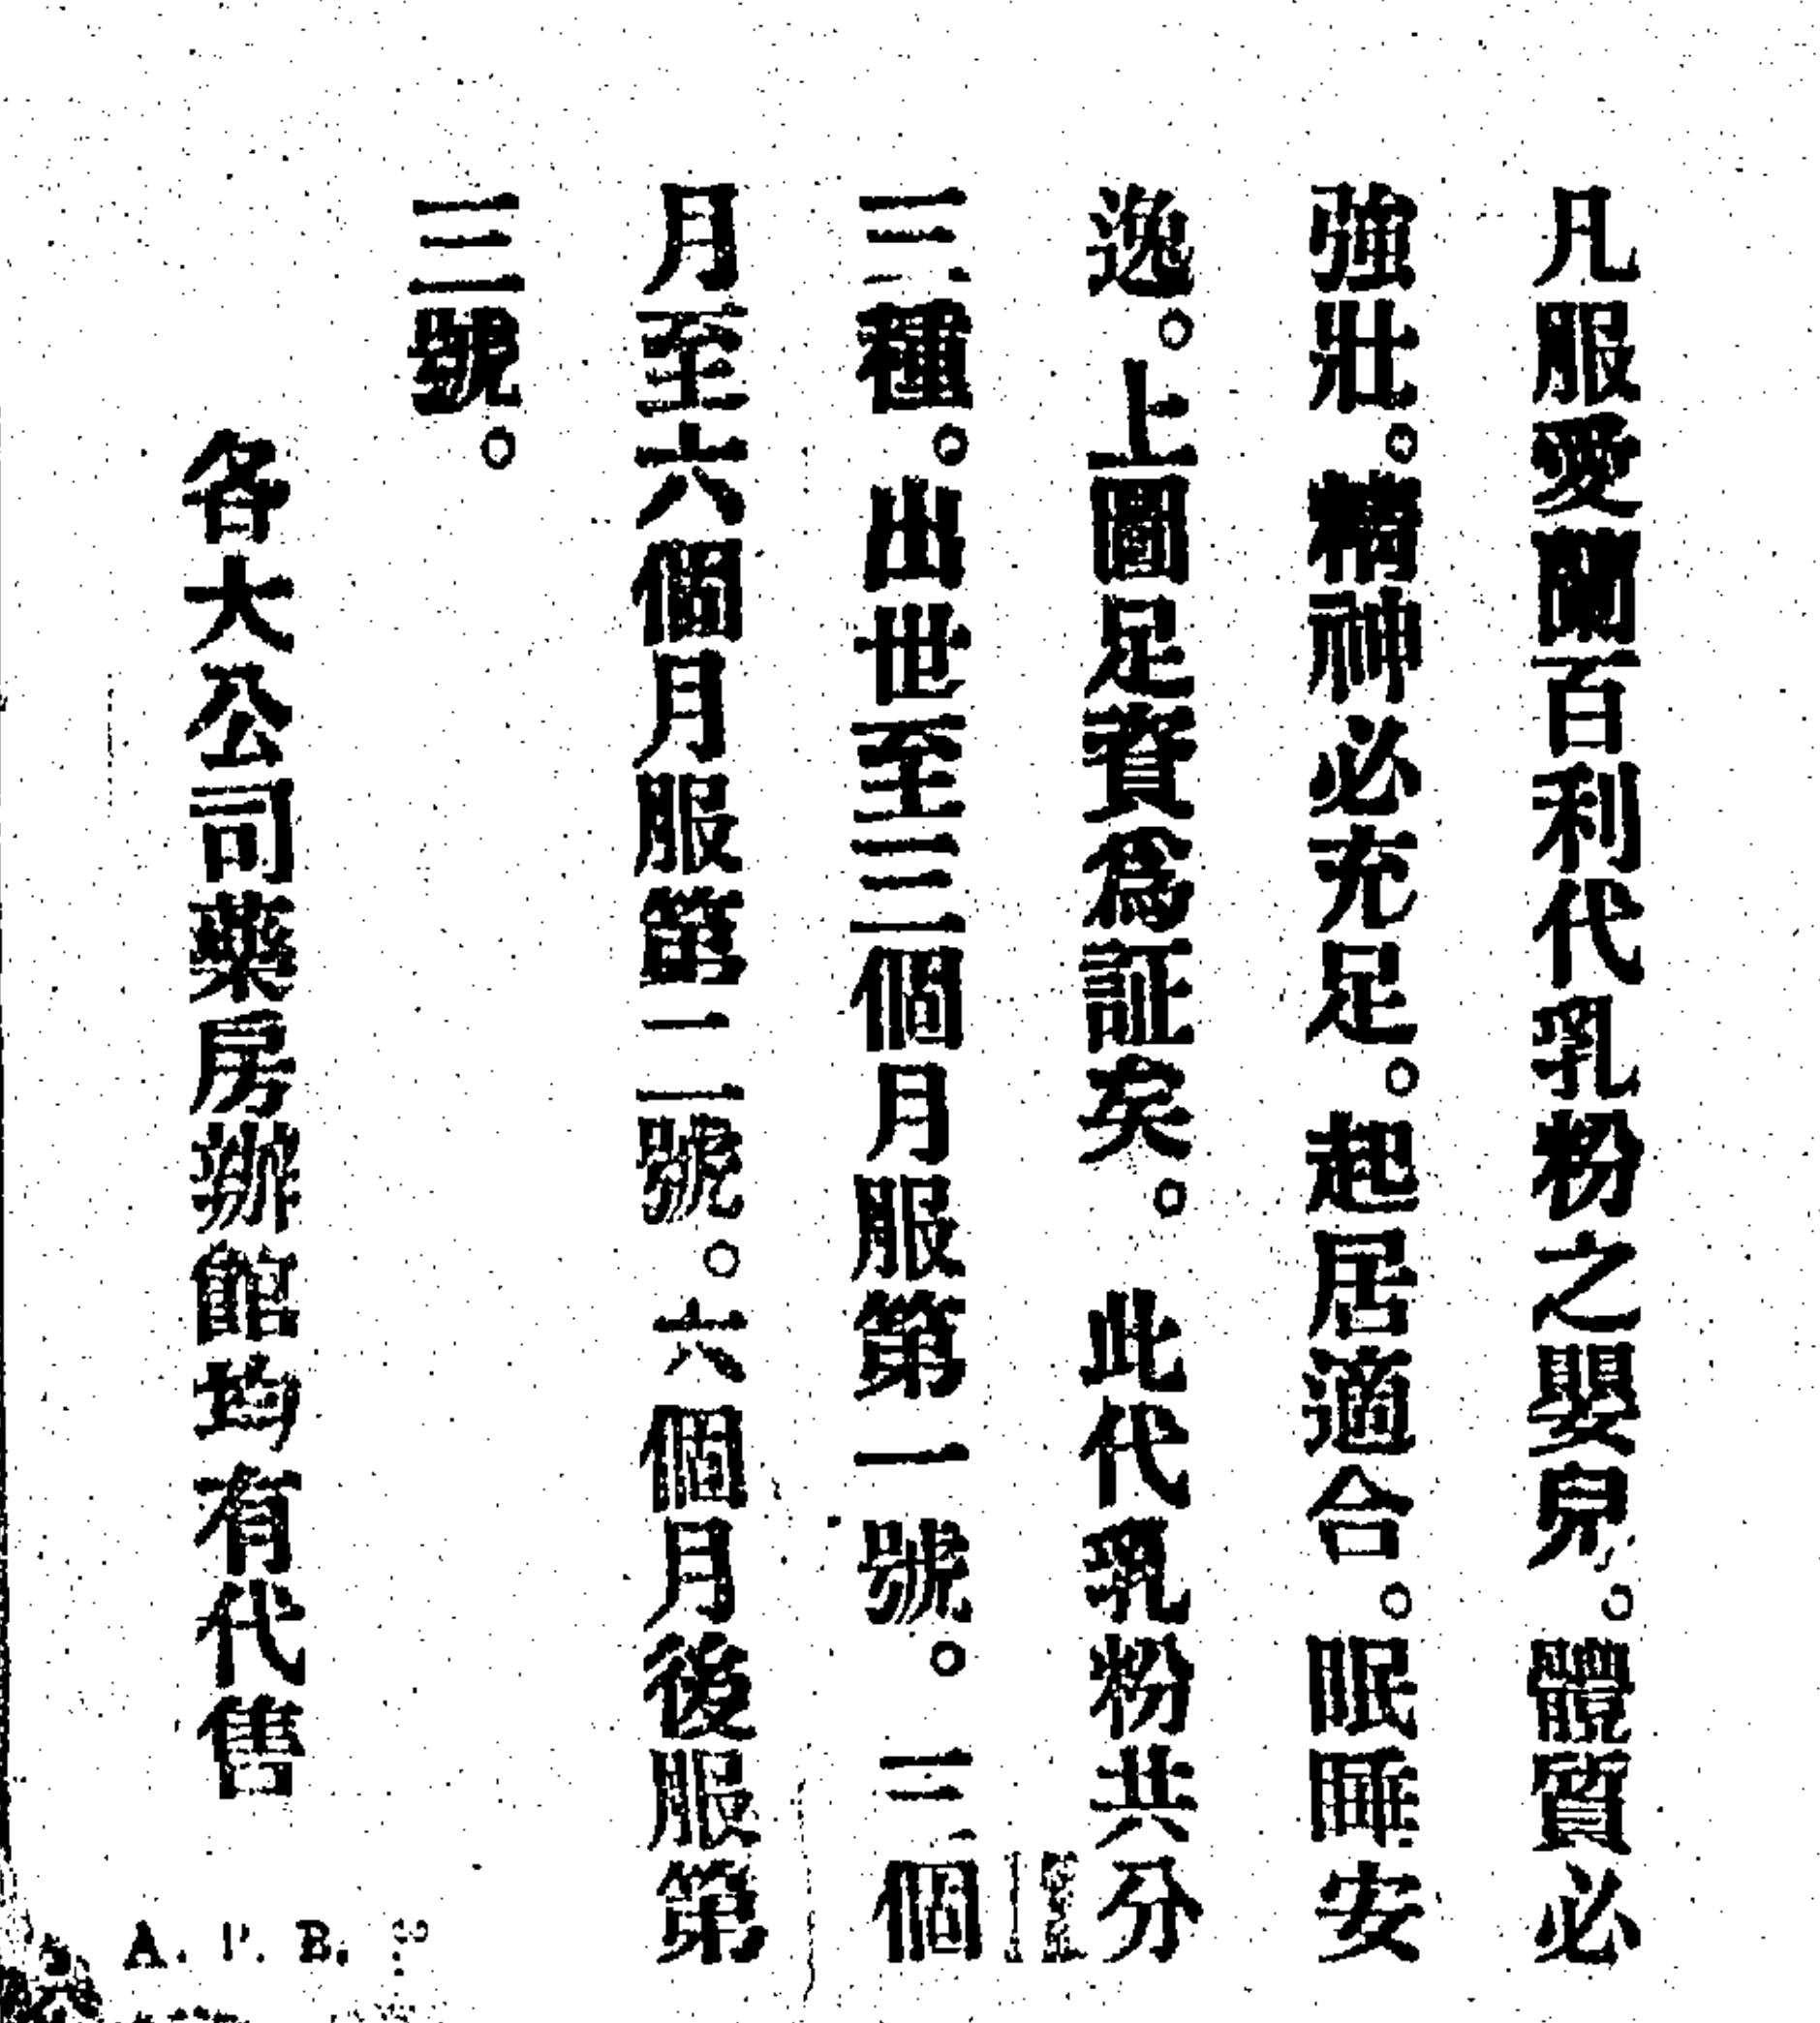 凡服愛蘭百利代乳粉之嬰兒。體質必
強壯。精神必充足。起居適合。眠睡安
逸。上圖足資爲証矣。 此代乳粉共分
三種。出世至三個月服第一號。三個
月至六個月服第二號。六個月後服第
三號。
各大公司藥房辦館均有代售
A. P. B.